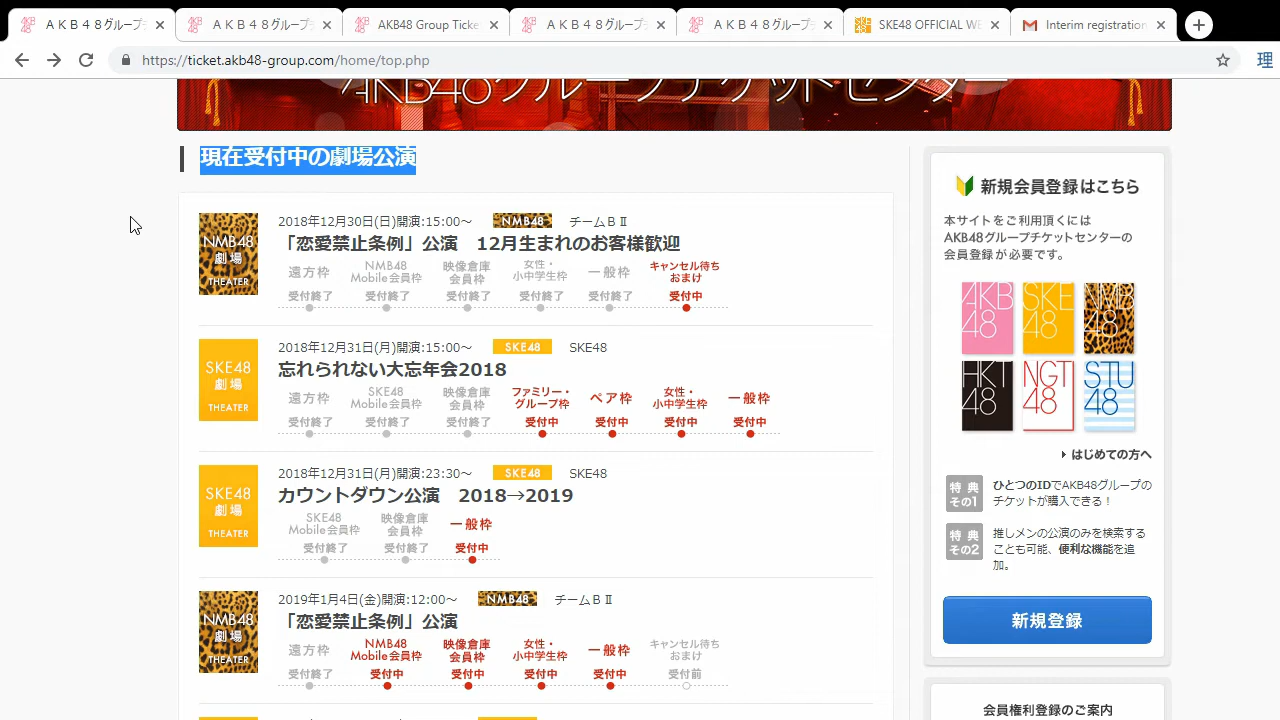 ＡＫＢ４８グループチ
ＡＫＢ４８グループチ
AKB48 Group Ticke
ＡＫＢ４８グループチ
ＡＫＢ４８グループチ
SKE48 OFFICIAL WE
Interim registration
https://ticket.akb48-group.com/home/top.php
理
AKB48グループチケットセンター
現在受付中の劇場公演
NMB48
劇場
THEATER
2018年12月30日(日)開演:15:00～ NMB48 チームＢⅡ
「恋愛禁止条例」公演　12月生まれのお客様歓迎
遠方枠 NMB48 Mobile会員枠 映像倉庫会員枠 女性・小中学生枠 一般枠 キャンセル待ちおまけ
受付終了 受付終了 受付終了 受付終了 受付終了 受付中
SKE48
劇場
THEATER
2018年12月31日(月)開演:15:00～ SKE48 SKE48
忘れられない大忘年会2018
遠方枠 SKE48 Mobile会員枠 映像倉庫会員枠 ファミリー・グループ枠 ペア枠 女性・小中学生枠 一般枠
受付終了 受付終了 受付終了 受付中 受付中 受付中 受付中
SKE48
劇場
THEATER
2018年12月31日(月)開演:23:30～ SKE48 SKE48
カウントダウン公演　2018→2019
SKE48 Mobile会員枠 映像倉庫会員枠 一般枠
受付終了 受付終了 受付中
NMB48
劇場
THEATER
2019年1月4日(金)開演:12:00～ NMB48 チームＢⅡ
「恋愛禁止条例」公演
遠方枠 NMB48 Mobile会員枠 映像倉庫会員枠 女性・小中学生枠 一般枠 キャンセル待ちおまけ
受付終了 受付中 受付中 受付中 受付中 受付前
新規会員登録はこちら
本サイトをご利用頂くには
AKB48グループチケットセンターの
会員登録が必要です。
AKB48 SKE48 NMB48
HKT48 NGT48 STU48
はじめての方へ
特典その1
ひとつのIDでAKB48グループの
チケットが購入できる！
特典その2
推しメンの公演のみを検索する
ことも可能、便利な機能を追
加。
新規登録
会員権利登録のご案内